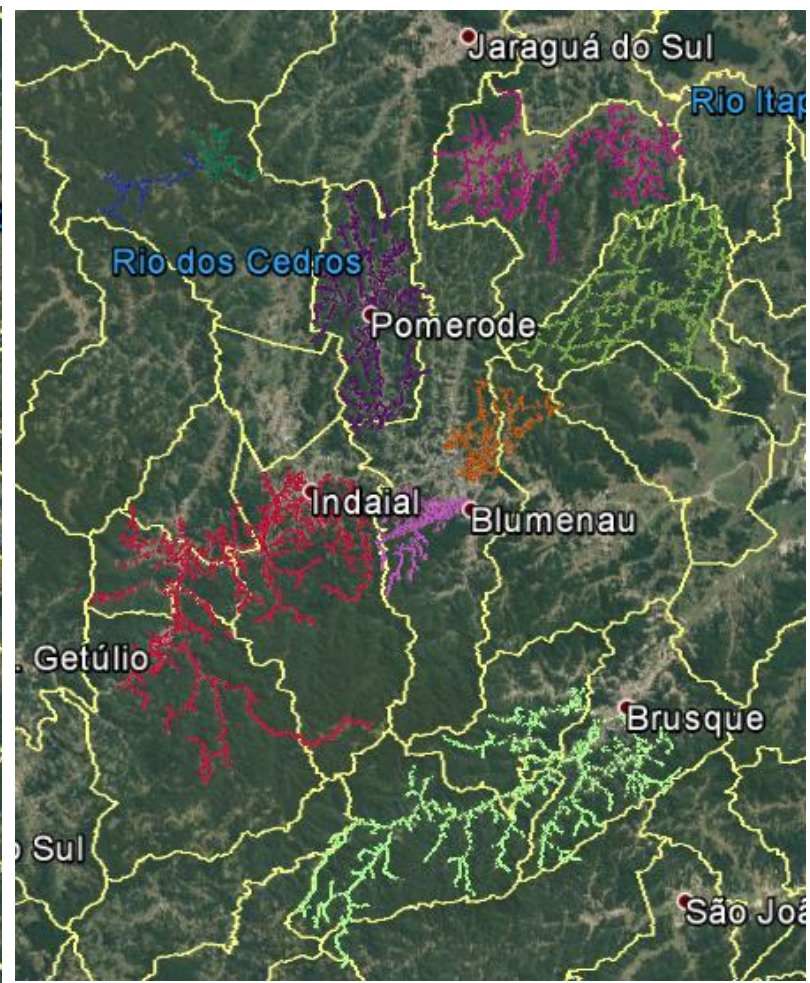 Jaraguá do Sul
Rio Itap
Rio dos Cedros
Pomerode
Indaial
Blumenau
. Getúlio
Brusque
Sul
São Joã